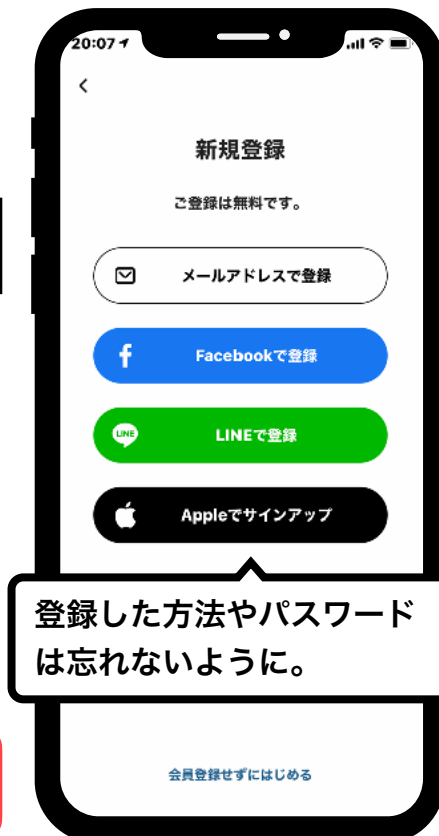 20:07
新規登録
ご登録は無料です。
メールアドレスで登録
Facebookで登録
LINE
LINEで登録
Appleでサインアップ
登録した方法やパスワード
は忘れないように。
会員登録せずにはじめる